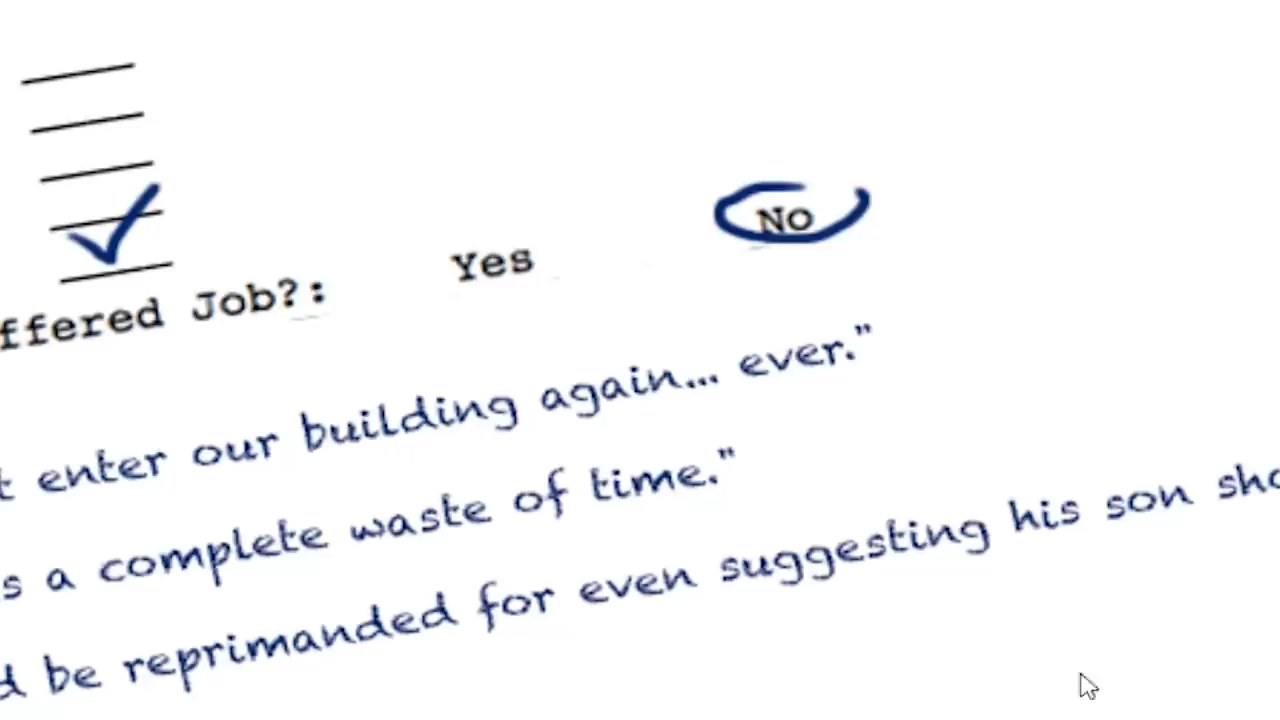 ffered Job?: Yes No
t enter our building again... ever."
s a complete waste of time."
d be reprimanded for even suggesting his son sho